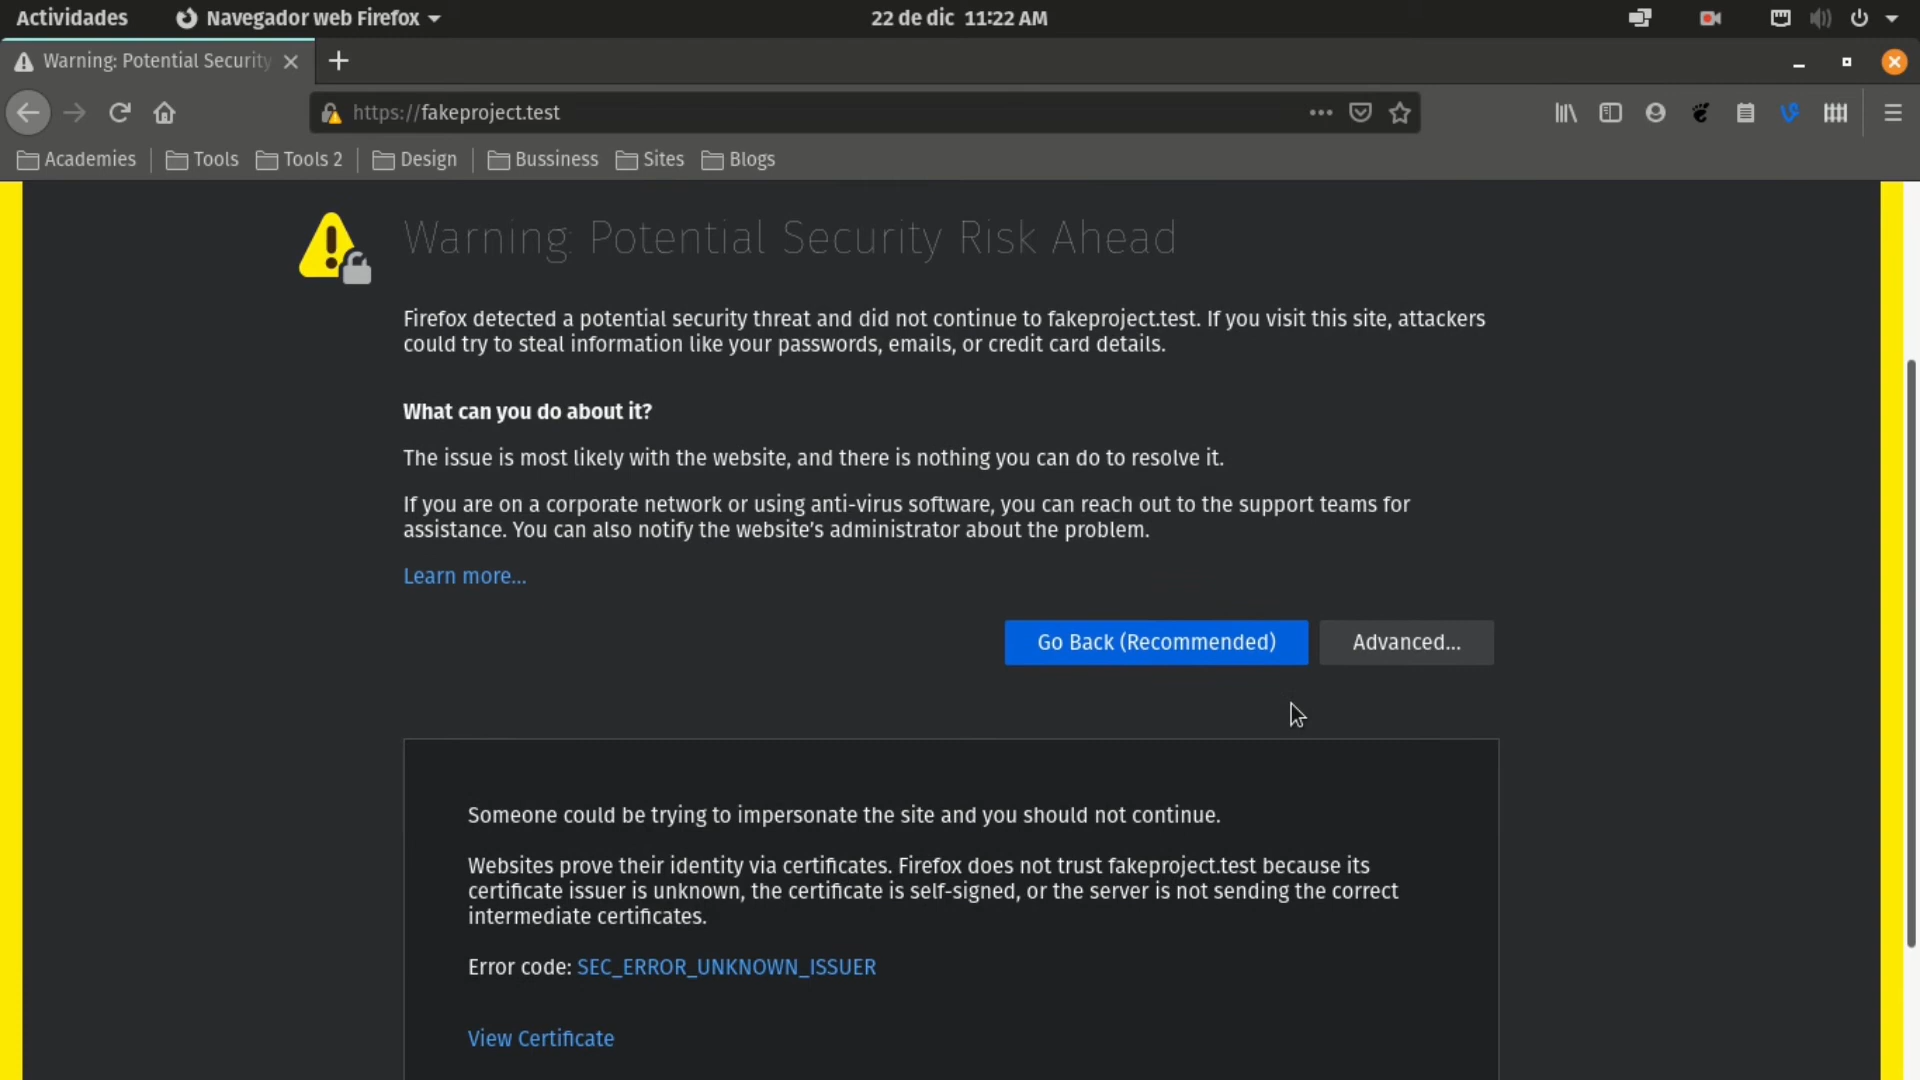 Actividades Navegador web Firefox 22 de dic 11:22 AM
Warning: Potential Security
https://fakeproject.test
Academies Tools Tools 2 Design Bussiness Sites Blogs
Warning: Potential Security Risk Ahead
Firefox detected a potential security threat and did not continue to fakeproject.test. If you visit this site, attackers
could try to steal information like your passwords, emails, or credit card details.
What can you do about it?
The issue is most likely with the website, and there is nothing you can do to resolve it.
If you are on a corporate network or using anti-virus software, you can reach out to the support teams for
assistance. You can also notify the website's administrator about the problem.
Learn more...
Go Back (Recommended) Advanced...
Someone could be trying to impersonate the site and you should not continue.
Websites prove their identity via certificates. Firefox does not trust fakeproject.test because its
certificate issuer is unknown, the certificate is self-signed, or the server is not sending the correct
intermediate certificates.
Error code: SEC_ERROR_UNKNOWN_ISSUER
View Certificate